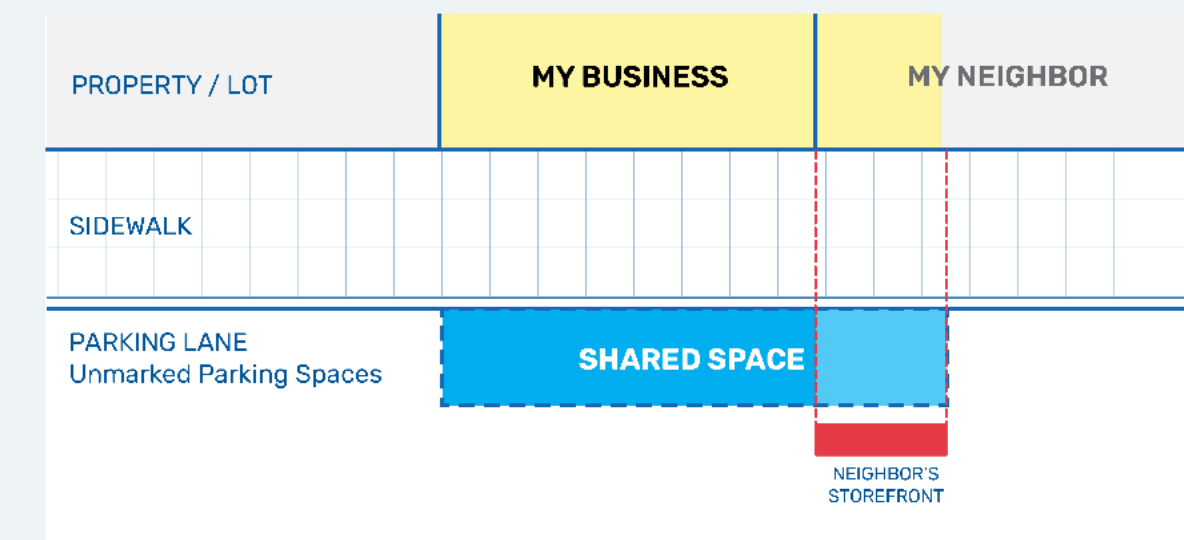 PROPERTY / LOT
MY BUSINESS
MY NEIGHBOR
SIDEWALK
PARKING LANE
Unmarked Parking Spaces
SHARED SPACE
NEIGHBOR'S
STOREFRONT